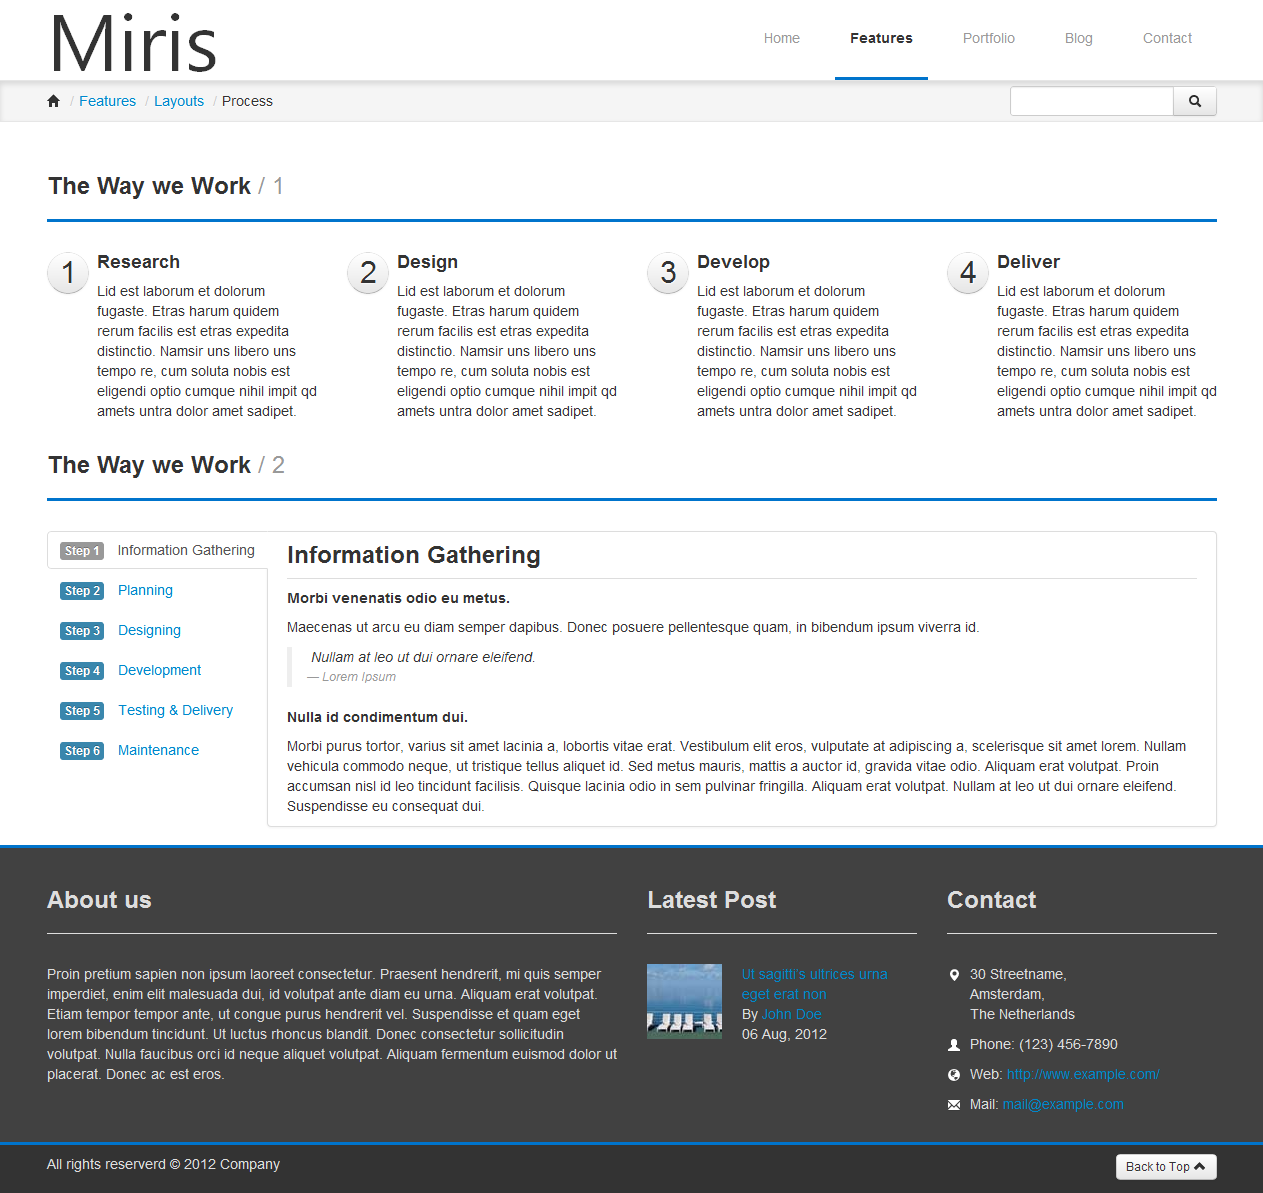 Miris
Home Features Portfolio Blog Contact
/ Features / Layouts / Process
The Way we Work / 1
1 Research
Lid est laborum et dolorum
fugaste. Etras harum quidem
rerum facilis est etras expedita
distinctio. Namsir uns libero uns
tempo re, cum soluta nobis est
eligendi optio cumque nihil impit qd
amets untra dolor amet sadipet.
2 Design
Lid est laborum et dolorum
fugaste. Etras harum quidem
rerum facilis est etras expedita
distinctio. Namsir uns libero uns
tempo re, cum soluta nobis est
eligendi optio cumque nihil impit qd
amets untra dolor amet sadipet.
3 Develop
Lid est laborum et dolorum
fugaste. Etras harum quidem
rerum facilis est etras expedita
distinctio. Namsir uns libero uns
tempo re, cum soluta nobis est
eligendi optio cumque nihil impit qd
amets untra dolor amet sadipet.
4 Deliver
Lid est laborum et dolorum
fugaste. Etras harum quidem
rerum facilis est etras expedita
distinctio. Namsir uns libero uns
tempo re, cum soluta nobis est
eligendi optio cumque nihil impit qd
amets untra dolor amet sadipet.
The Way we Work / 2
Step 1 Information Gathering
Step 2 Planning
Step 3 Designing
Step 4 Development
Step 5 Testing & Delivery
Step 6 Maintenance
Information Gathering
Morbi venenatis odio eu metus.
Maecenas ut arcu eu diam semper dapibus. Donec posuere pellentesque quam, in bibendum ipsum viverra id.
Nullam at leo ut dui ornare eleifend.
— Lorem Ipsum
Nulla id condimentum dui.
Morbi purus tortor, varius sit amet lacinia a, lobortis vitae erat. Vestibulum elit eros, vulputate at adipiscing a, scelerisque sit amet lorem. Nullam
vehicula commodo neque, ut tristique tellus aliquet id. Sed metus mauris, mattis a auctor id, gravida vitae odio. Aliquam erat volutpat. Proin
accumsan nisl id leo tincidunt facilisis. Quisque lacinia odio in sem pulvinar fringilla. Aliquam erat volutpat. Nullam at leo ut dui ornare eleifend.
Suspendisse eu consequat dui.
About us
Proin pretium sapien non ipsum laoreet consectetur. Praesent hendrerit, mi quis semper
imperdiet, enim elit malesuada dui, id volutpat ante diam eu urna. Aliquam erat volutpat.
Etiam tempor tempor ante, ut congue purus hendrerit vel. Suspendisse et quam eget
lorem bibendum tincidunt. Ut luctus rhoncus blandit. Donec consectetur sollicitudin
volutpat. Nulla faucibus orci id neque aliquet volutpat. Aliquam fermentum euismod dolor ut
placerat. Donec ac est eros.
Latest Post
Ut sagitti's ultrices urna
eget erat non
By John Doe
06 Aug, 2012
Contact
30 Streetname,
Amsterdam,
The Netherlands
Phone: (123) 456-7890
Web: http://www.example.com/
Mail: mail@example.com
All rights reserverd © 2012 Company
Back to Top